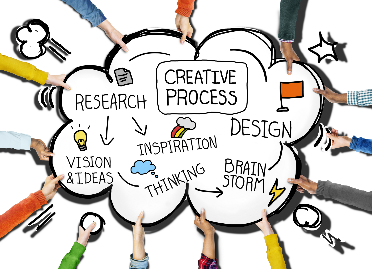 CREATIVE
PROCESS
RESEARCH
DESIGN
INSPIRATION
VISION
& IDEAS
THINKING
BRAIN
STORM